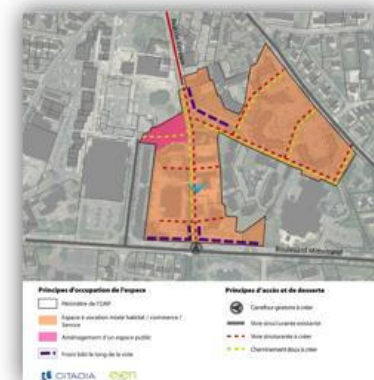 Boulevard Mitterrand
Principes d'occupation de l'espace
Périmètre de l'OAP
Espace à vocation mixte habitat / commerce /
Service
Aménagement d'un espace public
Front bâti le long de la voie
Principes d'accès et de desserte
Carrefour giratoire à créer
Voie structurante existante
Voie structurante à créer
Cheminement doux à créer
CITADIA
even